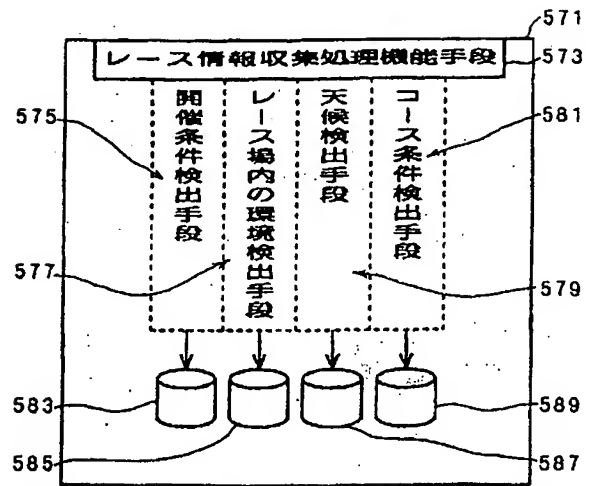 571
レース情報収集処理機能手段
573
575
開催条件検出手段
レース場内の環境検出手段
天候検出手段
コース条件検出手段
581
577
579
583
589
585
587